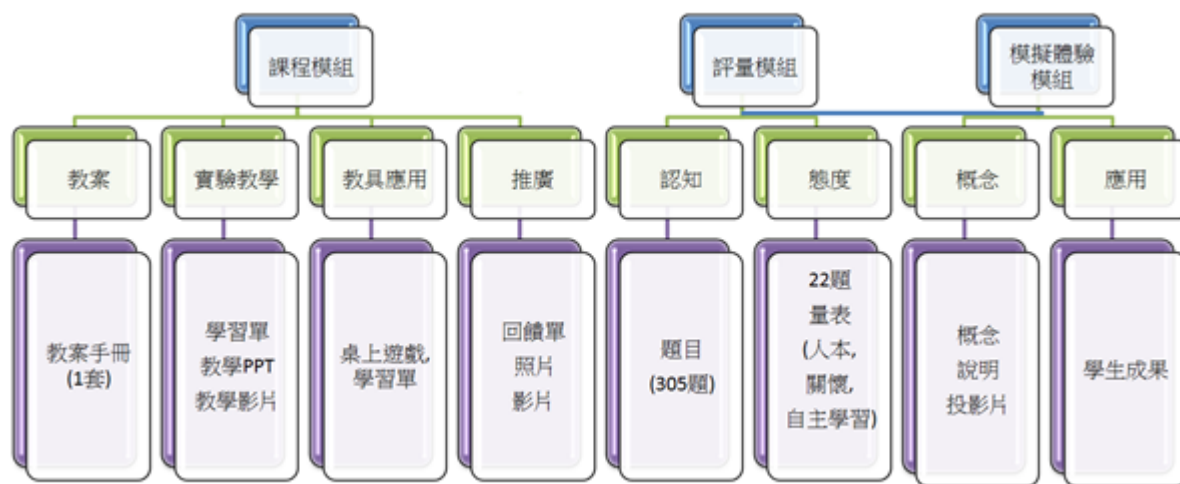 課程模組
評量模組
模擬體驗
模組
教案
實驗教學
教具應用
推廣
認知
態度
概念
應用
教案手冊
(1套)
學習單
教學PPT
教學影片
桌上遊戲,
學習單
回饋單
照片
影片
題目
(305題)
22題
量表
(人本,
關懷,
自主學習)
概念
說明
投影片
學生成果